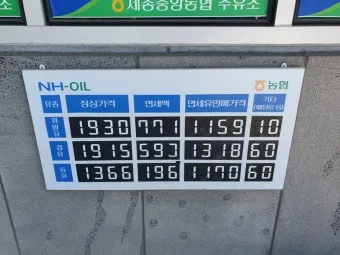 세종중앙농협 주유소
NH-OIL 농협
유종 정상가격 면세액 면세유판매가격 기타
휘발유 1930 771 1159 10
경유 1915 593 1318 60
등유 1366 196 1170 60